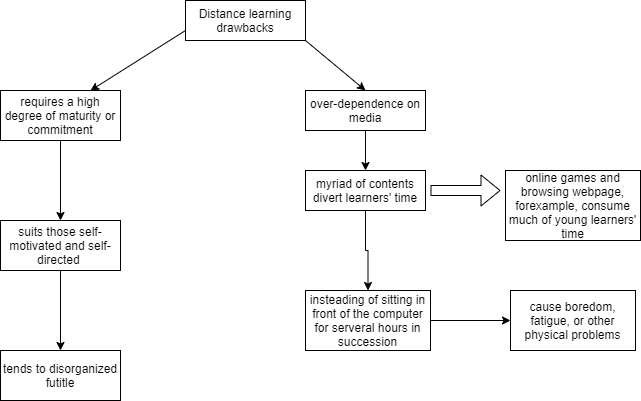 Distance learning
drawbacks
requires a high
degree of maturity or
commitment
over-dependence on
media
myriad of contents
divert learners' time
online games and
browsing webpage,
forexample, consume
much of young learners'
time
suits those self-
motivated and self-
directed
insteading of sitting in
front of the computer
for serveral hours in
succession
cause boredom,
fatigue, or other
physical problems
tends to disorganized
futitle